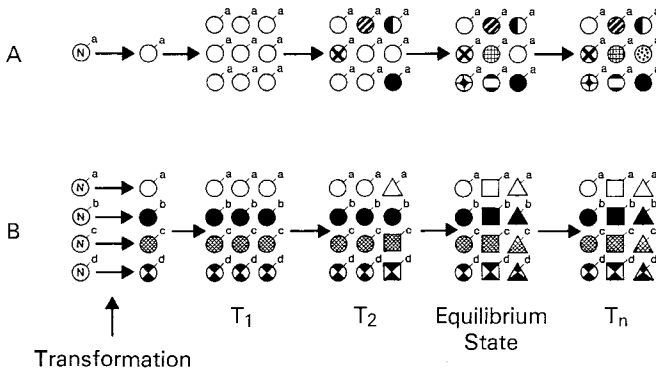 a a a a a a a a a a a a
A N a a a a a a a a a a a a a a
a a a a a a a a a a a a
N a a a a a a a a a a a a a
N b b b b b b b b b b b b b
B
N c c c c c c c c c c c c c
N d d d d d d d d d d d d d
T1 T2 Equilibrium State Tn
Transformation